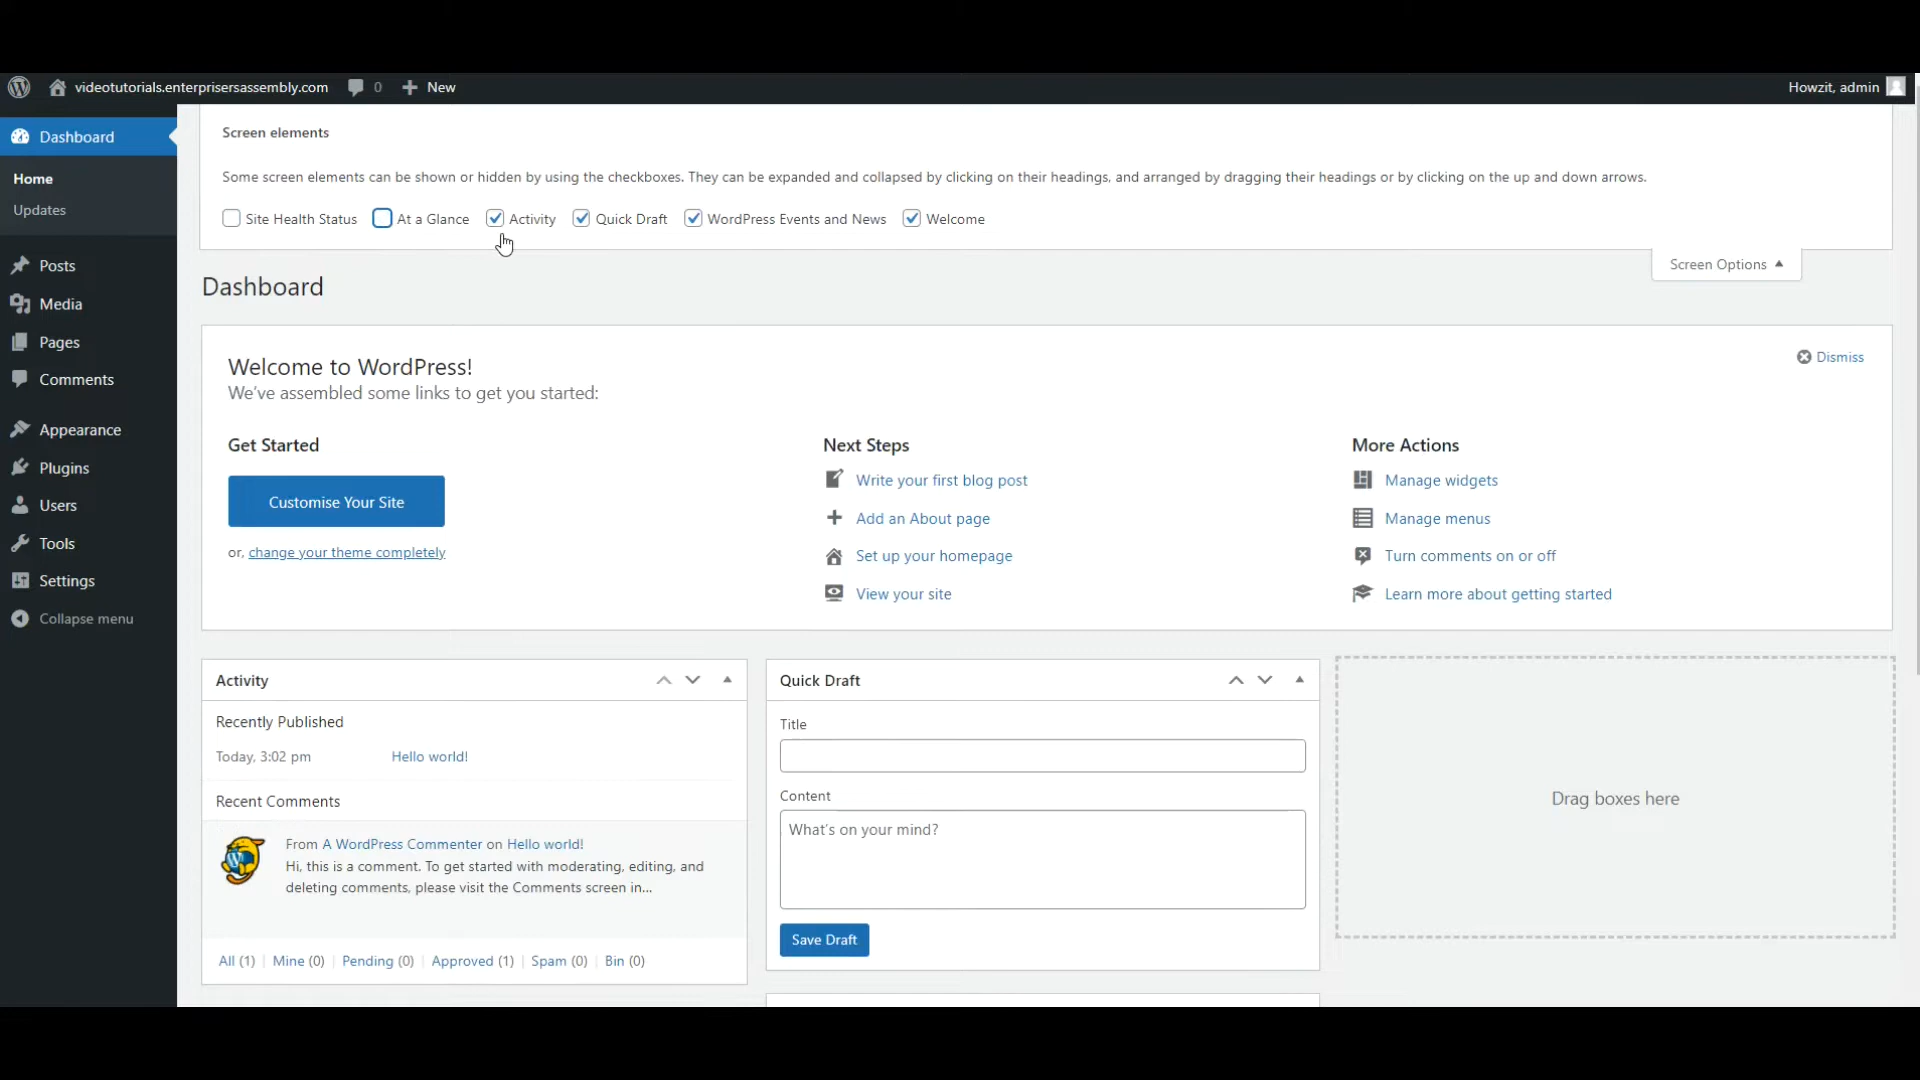 videotutorials.enterprisersassembly.com 0 New Howzit, admin
Dashboard
Home
Updates
Posts
Media
Pages
Comments
Appearance
Plugins
Users
Tools
Settings
Collapse menu
Screen elements
Some screen elements can be shown or hidden by using the checkboxes. They can be expanded and collapsed by clicking on their headings, and arranged by dragging their headings or by clicking on the up and down arrows.
Site Health Status At a Glance Activity Quick Draft WordPress Events and News Welcome
Screen Options
Dashboard
Welcome to WordPress!
Dismiss
We've assembled some links to get you started:
Get Started
Customise Your Site
or, change your theme completely
Next Steps
Write your first blog post
Add an About page
Set up your homepage
View your site
More Actions
Manage widgets
Manage menus
Turn comments on or off
Learn more about getting started
Activity
Recently Published
Today, 3:02 pm Hello world!
Recent Comments
From A WordPress Commenter on Hello world!
Hi, this is a comment. To get started with moderating, editing, and
deleting comments, please visit the Comments screen in...
All (1) | Mine (0) | Pending (0) | Approved (1) | Spam (0) | Bin (0)
Quick Draft
Title
Content
What's on your mind?
Save Draft
Drag boxes here